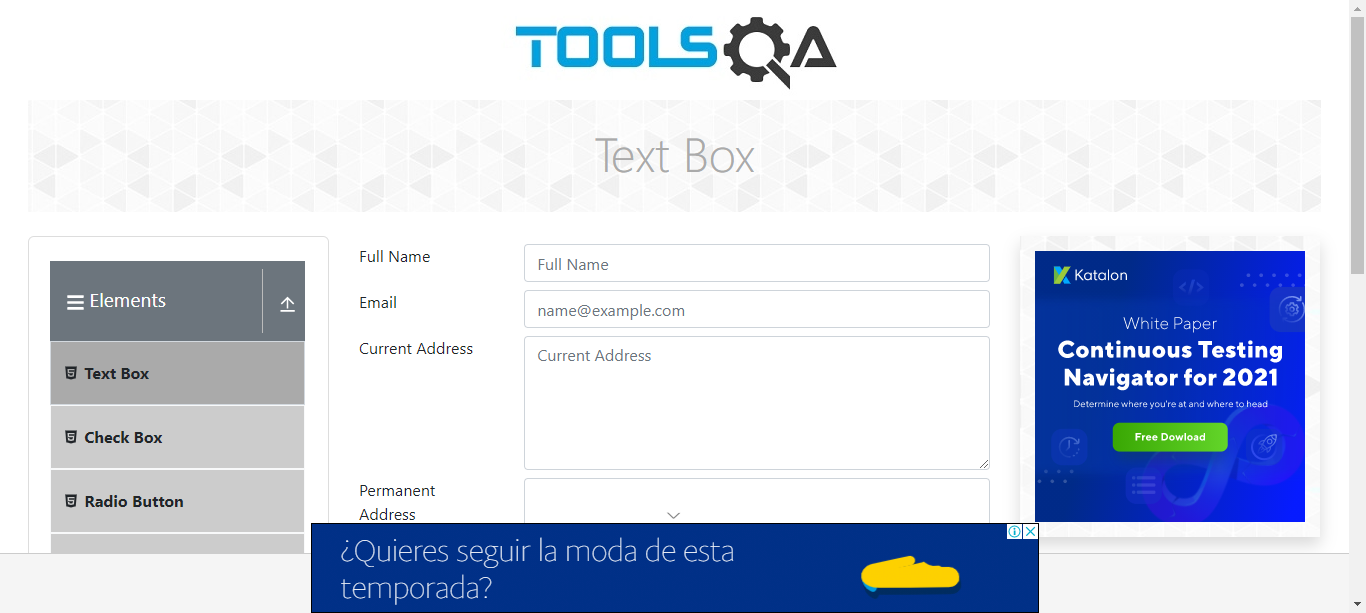 TOOLSQA
Text Box
Elements
Text Box
Check Box
Radio Button
Full Name
Full Name
Email
name@example.com
Current Address
Current Address
Permanent
Address
Katalon
White Paper
Continuous Testing
Navigator for 2021
Determine where you're at and where to head
Free Dowload
¿Quieres seguir la moda de esta
temporada?